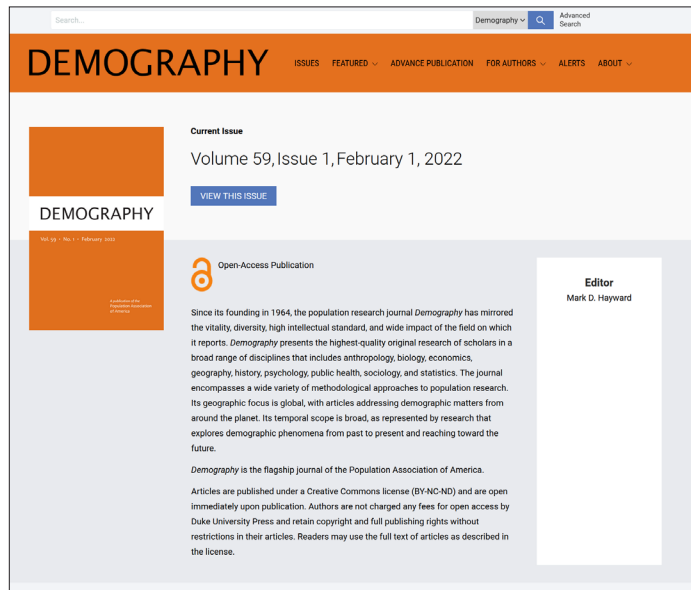 Search...
Demography
Advanced
Search
DEMOGRAPHY
ISSUES FEATURED ADVANCE PUBLICATION FOR AUTHORS ALERTS ABOUT
Current Issue
Volume 59, Issue 1, February 1, 2022
VIEW THIS ISSUE
DEMOGRAPHY
Vol. 59 • No. 1 • February 2022
A publication of the
Population Association
of America
Open-Access Publication
Since its founding in 1964, the population research journal Demography has mirrored
the vitality, diversity, high intellectual standard, and wide impact of the field on which
it reports. Demography presents the highest-quality original research of scholars in a
broad range of disciplines that includes anthropology, biology, economics,
geography, history, psychology, public health, sociology, and statistics. The journal
encompasses a wide variety of methodological approaches to population research.
Its geographic focus is global, with articles addressing demographic matters from
around the planet. Its temporal scope is broad, as represented by research that
explores demographic phenomena from past to present and reaching toward the
future.
Demography is the flagship journal of the Population Association of America.
Articles are published under a Creative Commons license (BY-NC-ND) and are open
immediately upon publication. Authors are not charged any fees for open access by
Duke University Press and retain copyright and full publishing rights without
restrictions in their articles. Readers may use the full text of articles as described in
the license.
Editor
Mark D. Hayward